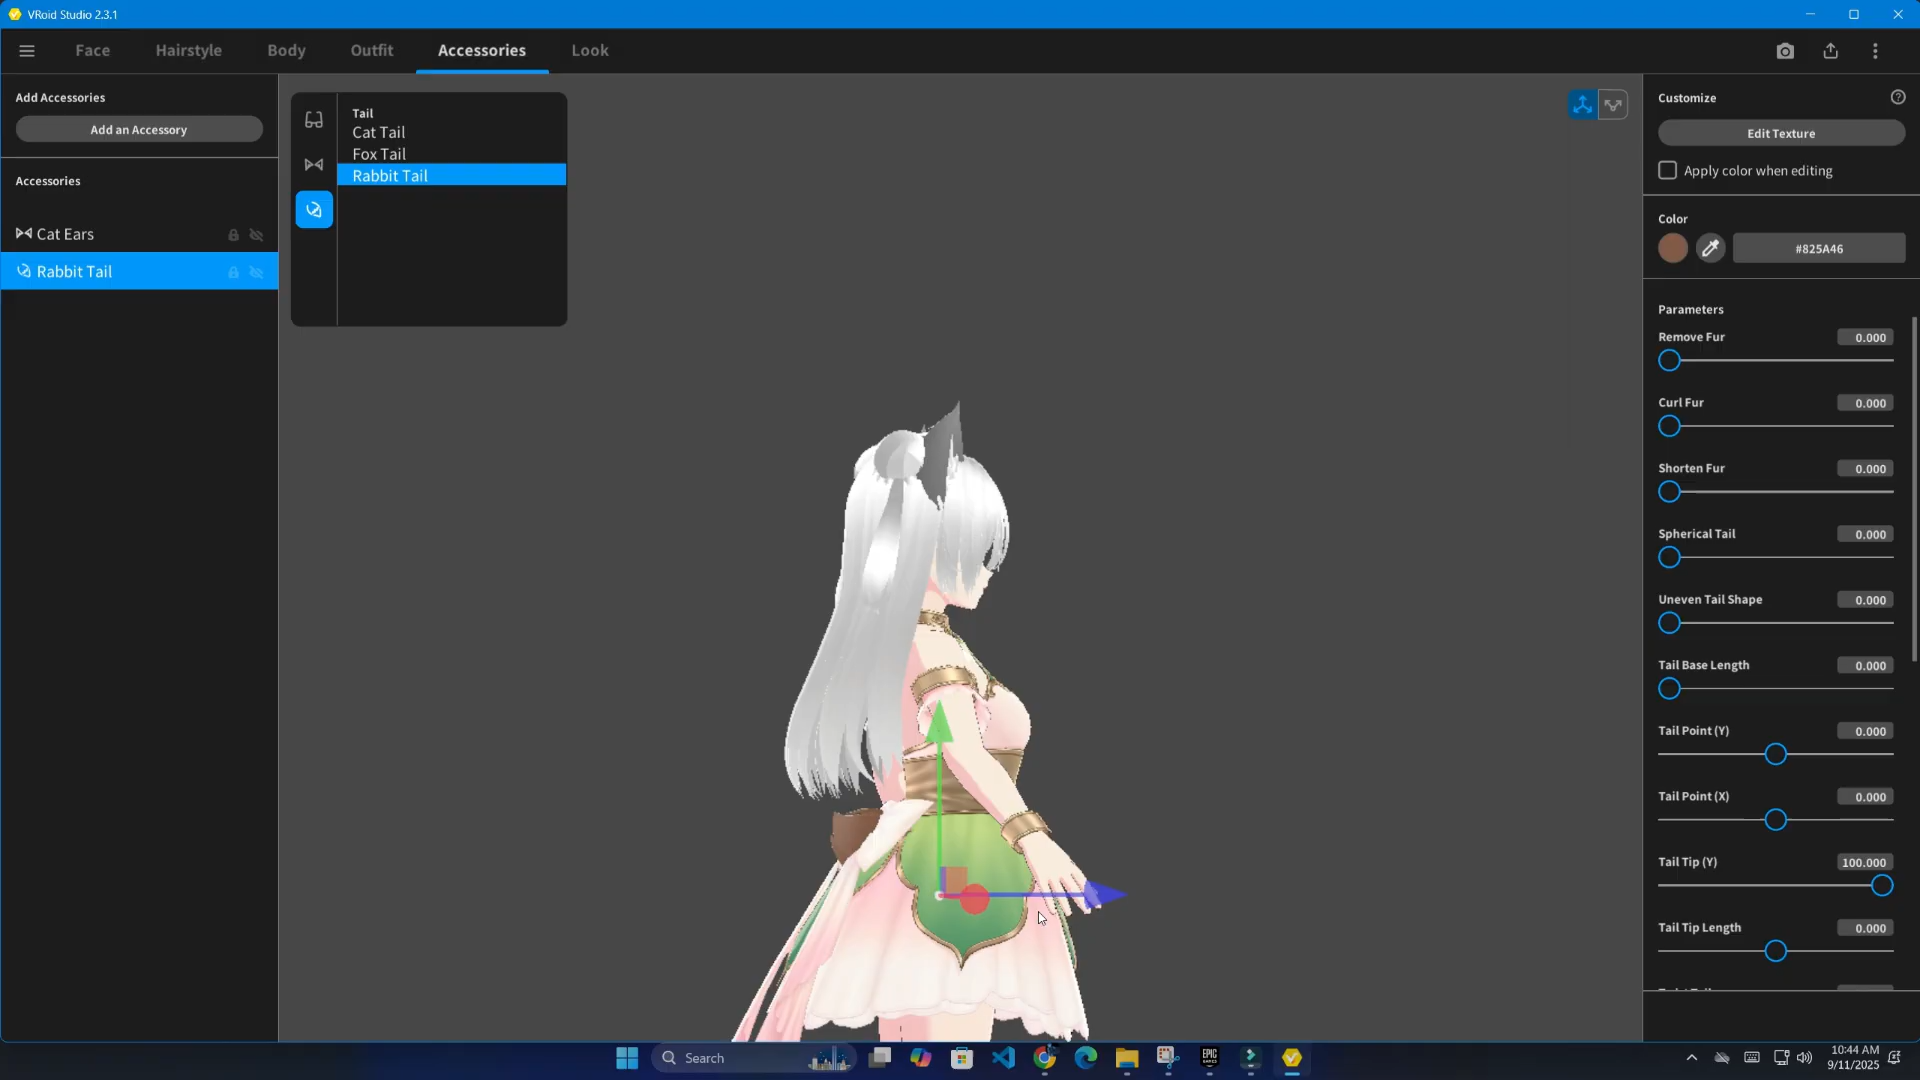 VRoid Studio 2.3.1
Face
Hairstyle
Body
Outfit
Accessories
Look
Add Accessories
Add an Accessory
Accessories
Cat Ears
Rabbit Tail
Tail
Cat Tail
Fox Tail
Rabbit Tail
Customize
Edit Texture
Apply color when editing
Color
#825A46
Parameters
Remove Fur 0.000
Curl Fur 0.000
Shorten Fur 0.000
Spherical Tail 0.000
Uneven Tail Shape 0.000
Tail Base Length 0.000
Tail Point (Y) 0.000
Tail Point (X) 0.000
Tail Tip (Y) 100.000
Tail Tip Length 0.000
Search
EPIC GAMES
10:44 AM
9/11/2025